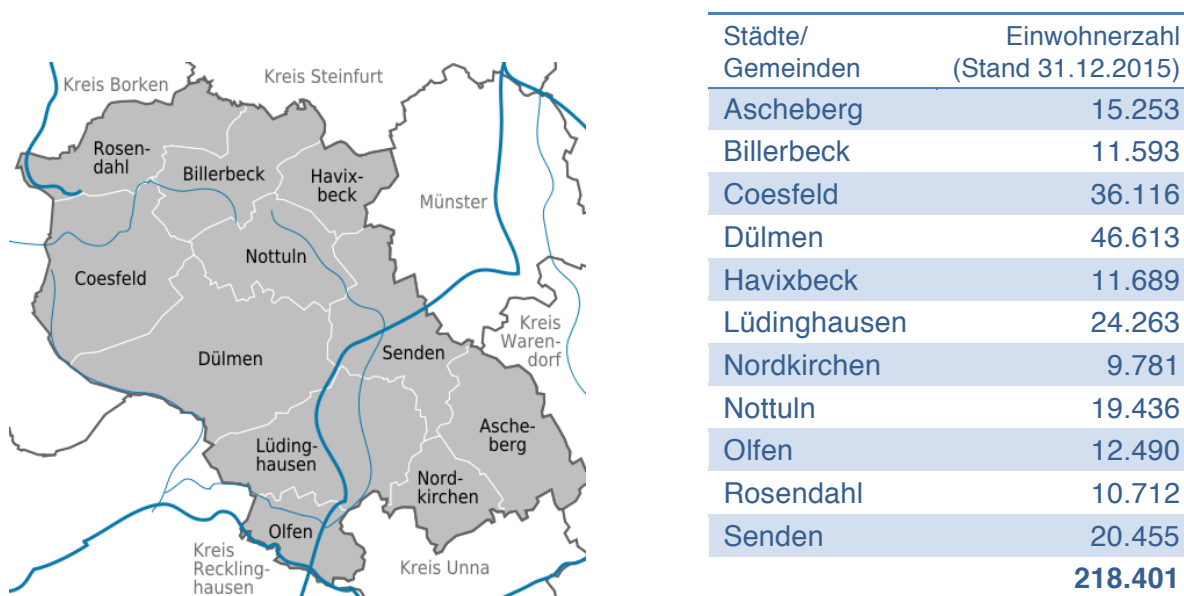 Kreis Borken
Kreis Steinfurt
Rosen-
dahl
Billerbeck
Havix-
beck
Münster
Nottuln
Coesfeld
Kreis
Waren-
dorf
Dülmen
Senden
Asche-
berg
Lüding-
hausen
Nord-
kirchen
Olfen
Kreis
Reckling-
hausen
Kreis Unna
Städte/ Einwohnerzahl
Gemeinden (Stand 31.12.2015)
Ascheberg 15.253
Billerbeck 11.593
Coesfeld 36.116
Dülmen 46.613
Havixbeck 11.689
Lüdinghausen 24.263
Nordkirchen 9.781
Nottuln 19.436
Olfen 12.490
Rosendahl 10.712
Senden 20.455
218.401